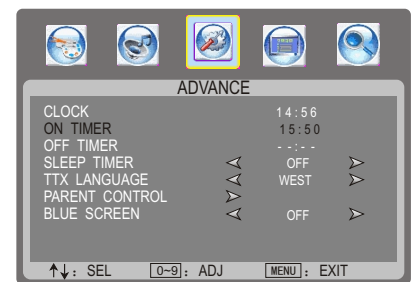 ADVANCE
CLOCK 14:56
ON TIMER 15:50
OFF TIMER --:--
SLEEP TIMER OFF
TTX LANGUAGE WEST
PARENT CONTROL
BLUE SCREEN OFF
: SEL 0~9 : ADJ MENU : EXIT